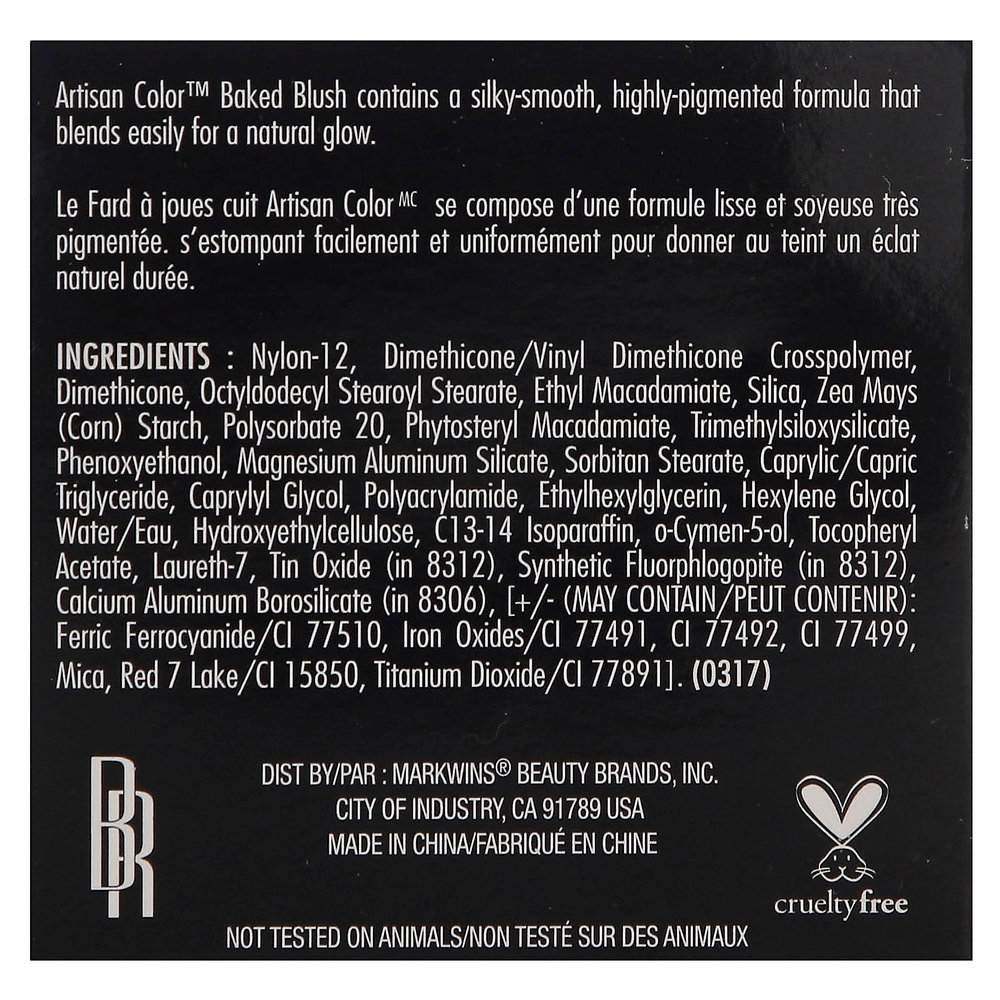 Artisan Color™ Baked Blush contains a silky-smooth, highly-pigmented formula that
blends easily for a natural glow.
Le Fard à joues cuit Artisan Color MC se compose d'une formule lisse et soyeuse très
pigmentée. s'estompant facilement et uniformément pour donner au teint un éclat
naturel durée.
INGREDIENTS : Nylon-12, Dimethicone/Vinyl Dimethicone Crosspolymer,
Dimethicone, Octyldodecyl Stearoyl Stearate, Ethyl Macadamiate, Silica, Zea Mays
(Corn) Starch, Polysorbate 20, Phytosteryl Macadamiate, Trimethylsiloxysilicate,
Phenoxyethanol, Magnesium Aluminum Silicate, Sorbitan Stearate, Caprylic/Capric
Triglyceride, Caprylyl Glycol, Polyacrylamide, Ethylhexylglycerin, Hexylene Glycol,
Water/Eau, Hydroxyethylcellulose, C13-14 Isoparaffin, o-Cymen-5-ol, Tocopheryl
Acetate, Laureth-7, Tin Oxide (in 8312), Synthetic Fluorphlogopite (in 8312),
Calcium Aluminum Borosilicate (in 8306), [+/- (MAY CONTAIN/PEUT CONTENIR):
Ferric Ferrocyanide/CI 77510, Iron Oxides/CI 77491, CI 77492, CI 77499,
Mica, Red 7 Lake/CI 15850, Titanium Dioxide/CI 77891]. (0317)
BR
DIST BY/PAR : MARKWINS® BEAUTY BRANDS, INC.
CITY OF INDUSTRY, CA 91789 USA
MADE IN CHINA/FABRIQUÉ EN CHINE
crueltyfree
NOT TESTED ON ANIMALS/NON TESTÉ SUR DES ANIMAUX